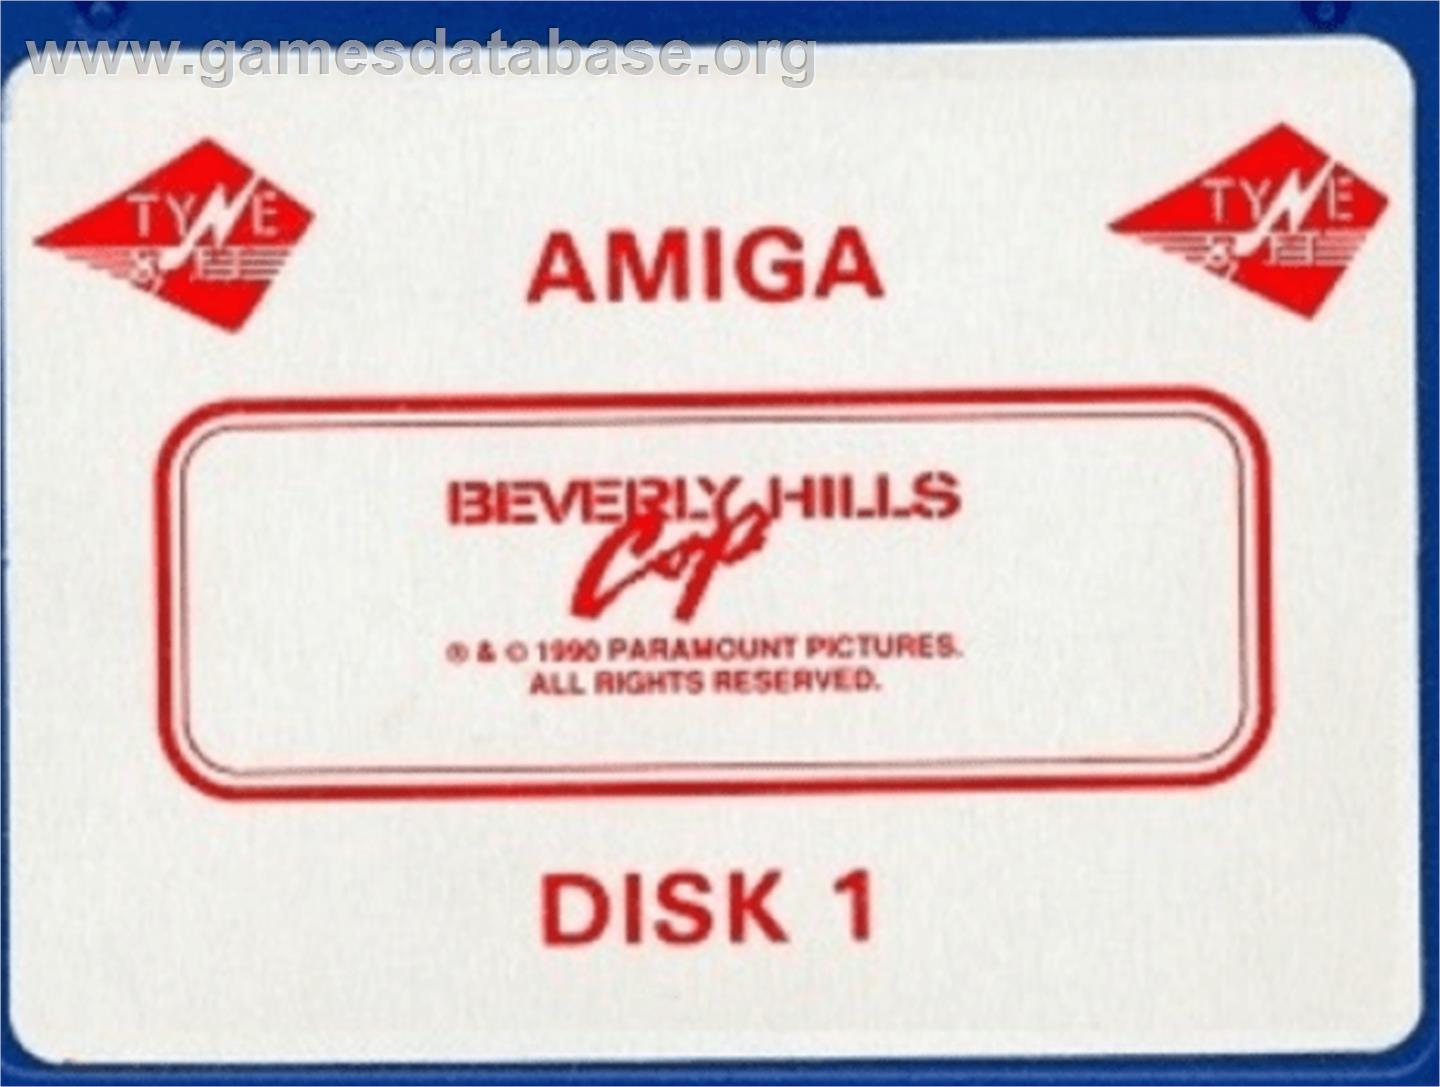 www.gamesdatabase.org
TYNE
TYNE
&
&
AMIGA
BEVERLY HILLS
Cop
® & © 1990 PARAMOUNT PICTURES.
ALL RIGHTS RESERVED.
DISK 1